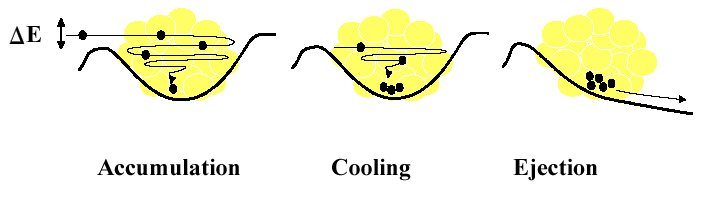 ΔE
Accumulation
Cooling
Ejection